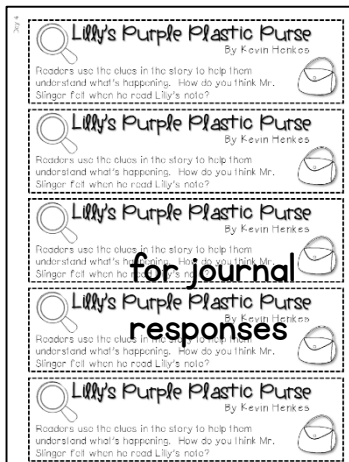 Day 4
Lilly's Purple Plastic Purse
By Kevin Henkes
Readers use the clues in the story to help them
understand what's happening. How do you think Mr.
Slinger felt when he read Lilly's note?
Lilly's Purple Plastic Purse
By Kevin Henkes
Readers use the clues in the story to help them
understand what's happening. How do you think Mr.
Slinger felt when he read Lilly's note?
Lilly's Purple Plastic Purse
By Kevin Henkes
Readers use the clues in the story to help them
understand what's happening. How do you think Mr.
Slinger felt when he read Lilly's note?
for journal
Lilly's Purple Plastic Purse
By Kevin Henkes
responses
Readers use the clues in the story to help them
understand what's happening. How do you think Mr.
Slinger felt when he read Lilly's note?
Lilly's Purple Plastic Purse
By Kevin Henkes
Readers use the clues in the story to help them
understand what's happening. How do you think Mr.
Slinger felt when he read Lilly's note?